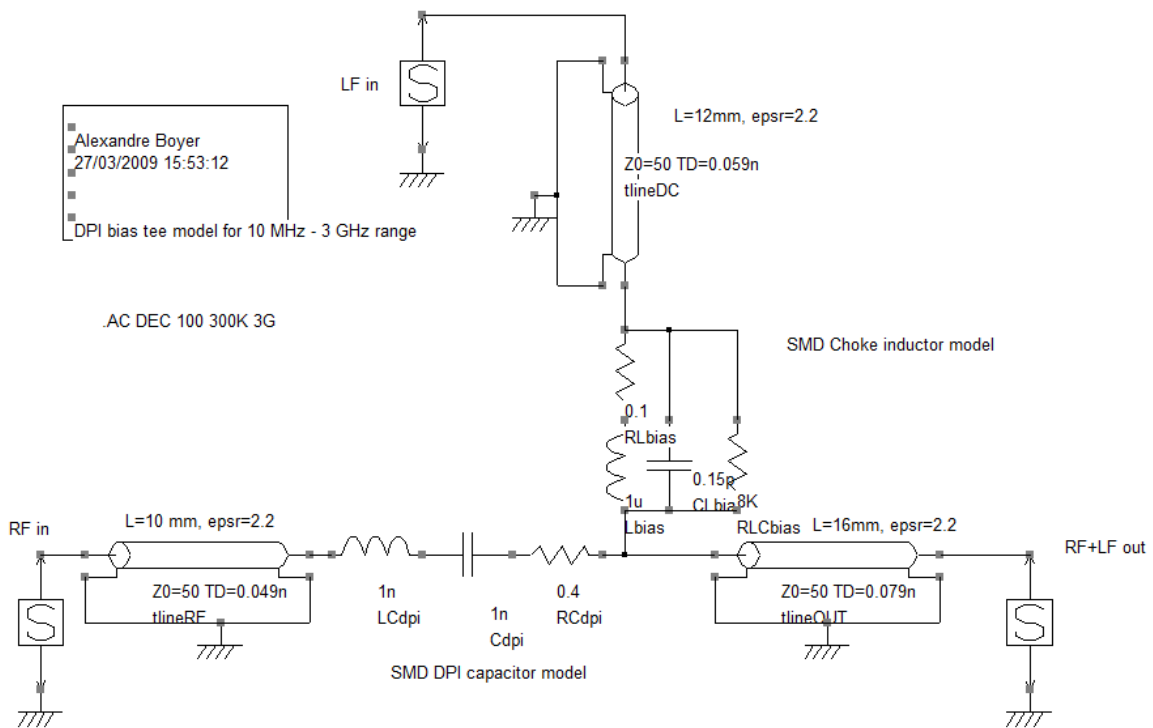 LF in
L=12mm, epsr=2.2
Alexandre Boyer
27/03/2009 15:53:12
Z0=50 TD=0.059n
tlineDC
DPI bias tee model for 10 MHz - 3 GHz range
.AC DEC 100 300K 3G
SMD Choke inductor model
0.1
RLbias
0.15p
CLbia
1u
8K
Lbias
RLCbias
RF in
L=10 mm, epsr=2.2
L=16mm, epsr=2.2
RF+LF out
Z0=50 TD=0.049n
tlineRF
1n
LCdpi
1n
Cdpi
0.4
RCdpi
Z0=50 TD=0.079n
tlineOUT
SMD DPI capacitor model